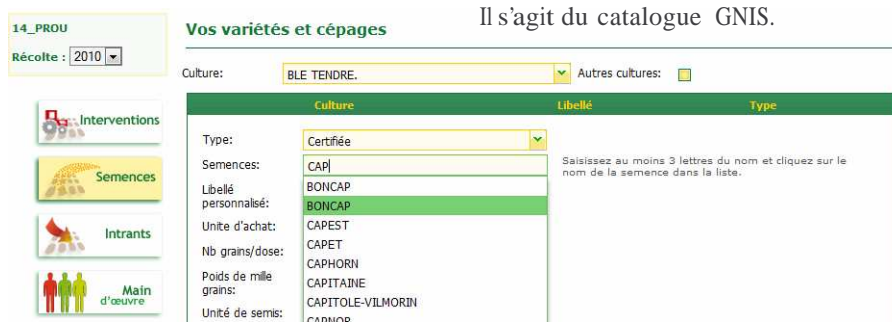 14_PROU
Récolte : 2010
Vos variétés et cépages
Il s'agit du catalogue GNIS.
Culture: BLE TENDRE. Autres cultures:
Culture Libellé Type
Interventions
Semences
Intrants
Main
d'œuvre
Type: Certifiée
Semences: CAP
Saisissez au moins 3 lettres du nom et cliquez sur le
nom de la semence dans la liste.
Libellé
personnalisé:
Unite d'achat:
Nb grains/dose:
Poids de mille
grains:
Unité de semis:
BONCAP
BONCAP
CAPEST
CAPET
CAPHORN
CAPITAINE
CAPITOLE-VILMORIN
CAPNOR